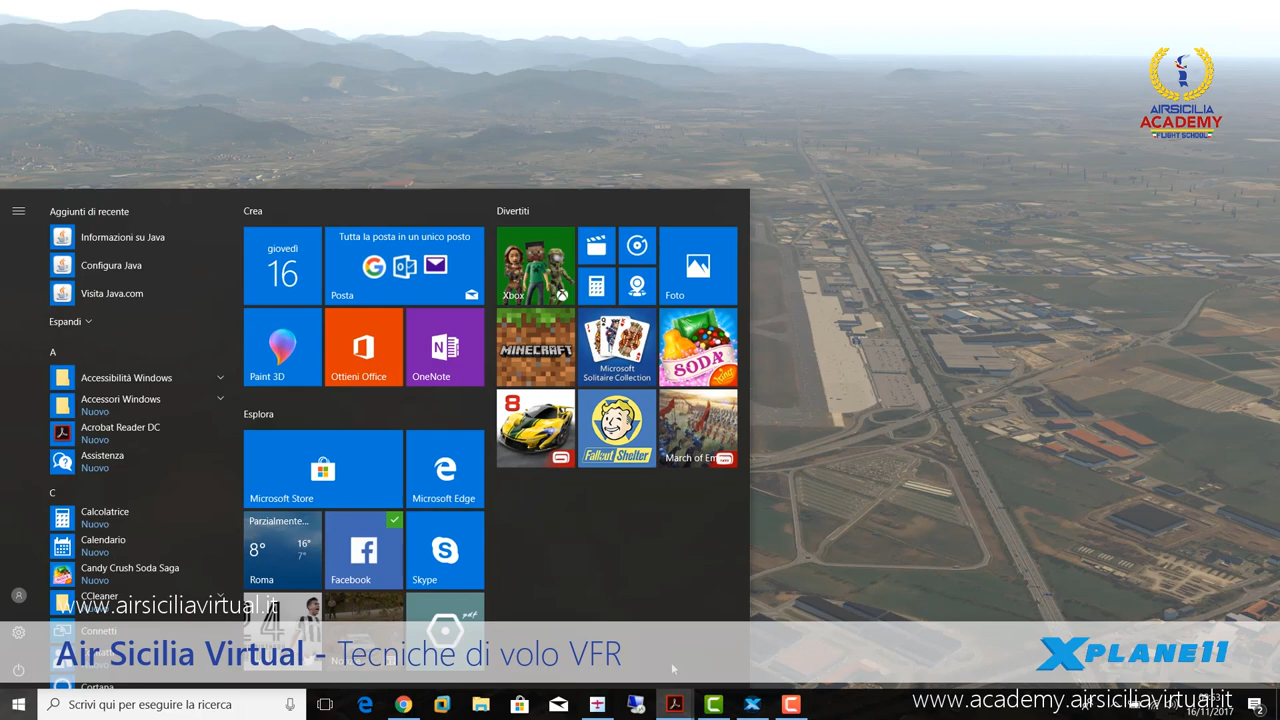 AIRSICILIA
ACADEMY
FLIGHT SCHOOL
Aggiunti di recente
Informazioni su Java
Configura Java
Visita Java.com
Espandi
A
Accessibilità Windows
Accessori Windows
Nuovo
Acrobat Reader DC
Nuovo
Assistenza
Nuovo
C
Calcolatrice
Nuovo
Calendario
Nuovo
Candy Crush Soda Saga
Nuovo
CCleaner
Connetti
Cortana
Crea
giovedì
16
Tutta la posta in un unico posto
Posta
Paint 3D
Ottieni Office
OneNote
Esplora
Microsoft Store
Microsoft Edge
Parzialmente...
8°
16°
7°
Roma
Facebook
Skype
pdf
Divertiti
Xbox
Foto
MINECRAFT
Microsoft
Solitaire Collection
SODA
King
8
Fallout Shelter
March of Em
www.airsiciliavirtual.it
Air Sicilia Virtual - Tecniche di volo VFR
XPLANE11
Scrivi qui per eseguire la ricerca
www.academy.airsiciliavirtual.it
16/11/2017
2